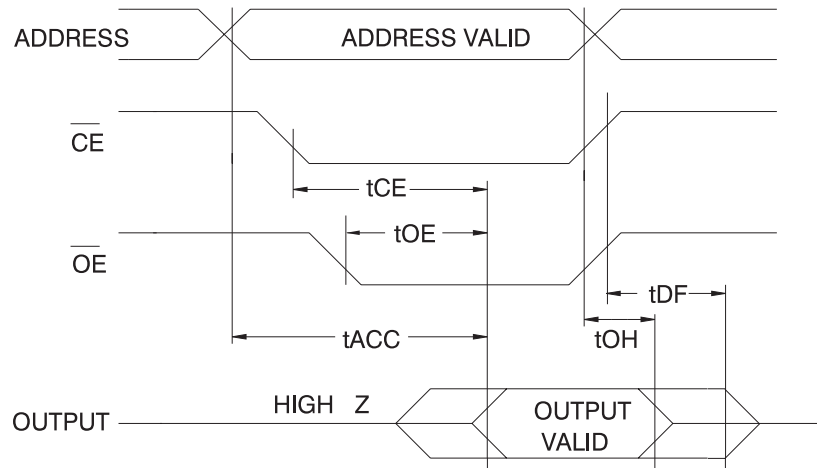 ADDRESS ADDRESS VALID
CE
tCE
tOE
OE
tDF
tACC tOH
HIGH Z
OUTPUT OUTPUT
VALID